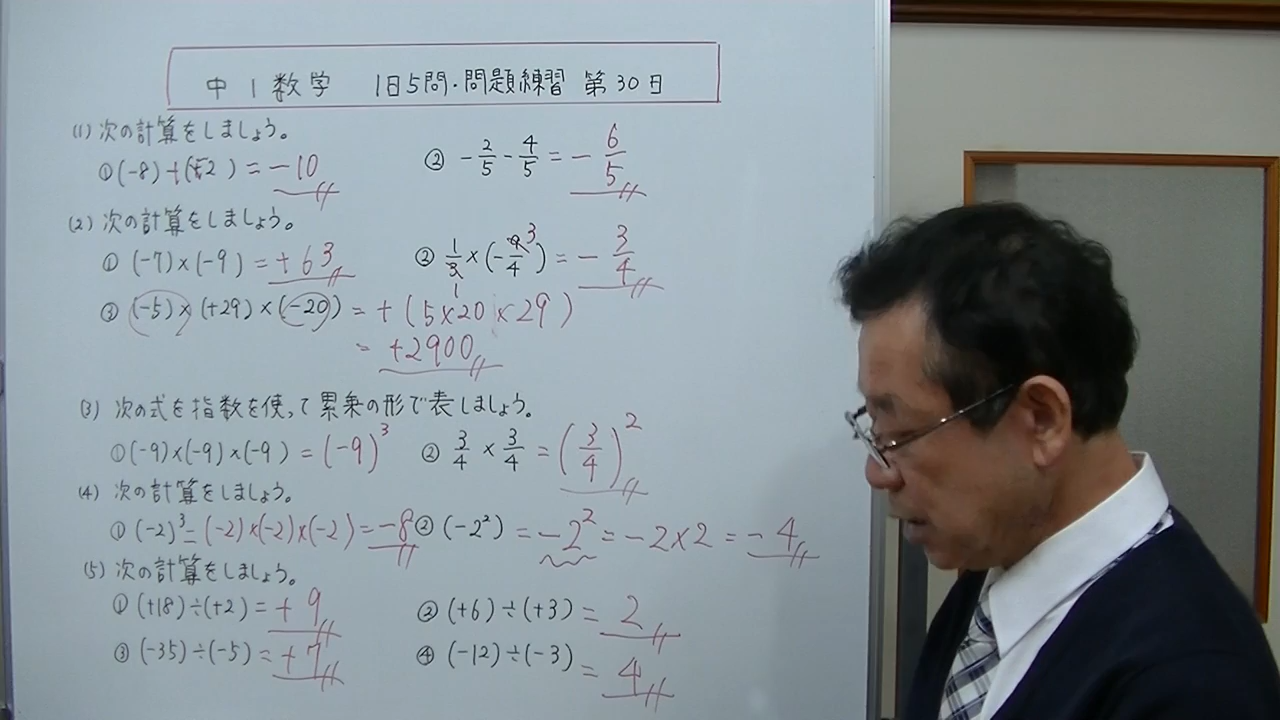 中1数学 1日5問・問題練習 第30日
(1) 次の計算をしましょう。
① (-8)+(-2) = -10 ② -2/5 - 4/5 = -6/5
(2) 次の計算をしましょう。
① (-7)×(-9) = +63 ② 1/3 × (-9/4) = -3/4
③ (-5)×(+29)×(-20) = +(5×20×29)
= +2900
(3) 次の式を指数を使って累乗の形で表しましょう。
① (-9)×(-9)×(-9) = (-9)³ ② 3/4 × 3/4 = (3/4)²
(4) 次の計算をしましょう。
① (-2)³ = (-2)×(-2)×(-2) = -8 ② (-2²) = -2² = -2×2 = -4
(5) 次の計算をしましょう。
① (+18)÷(+2) = +9 ② (+6)÷(+3) = 2
③ (-35)÷(-5) = +7 ④ (-12)÷(-3) = 4